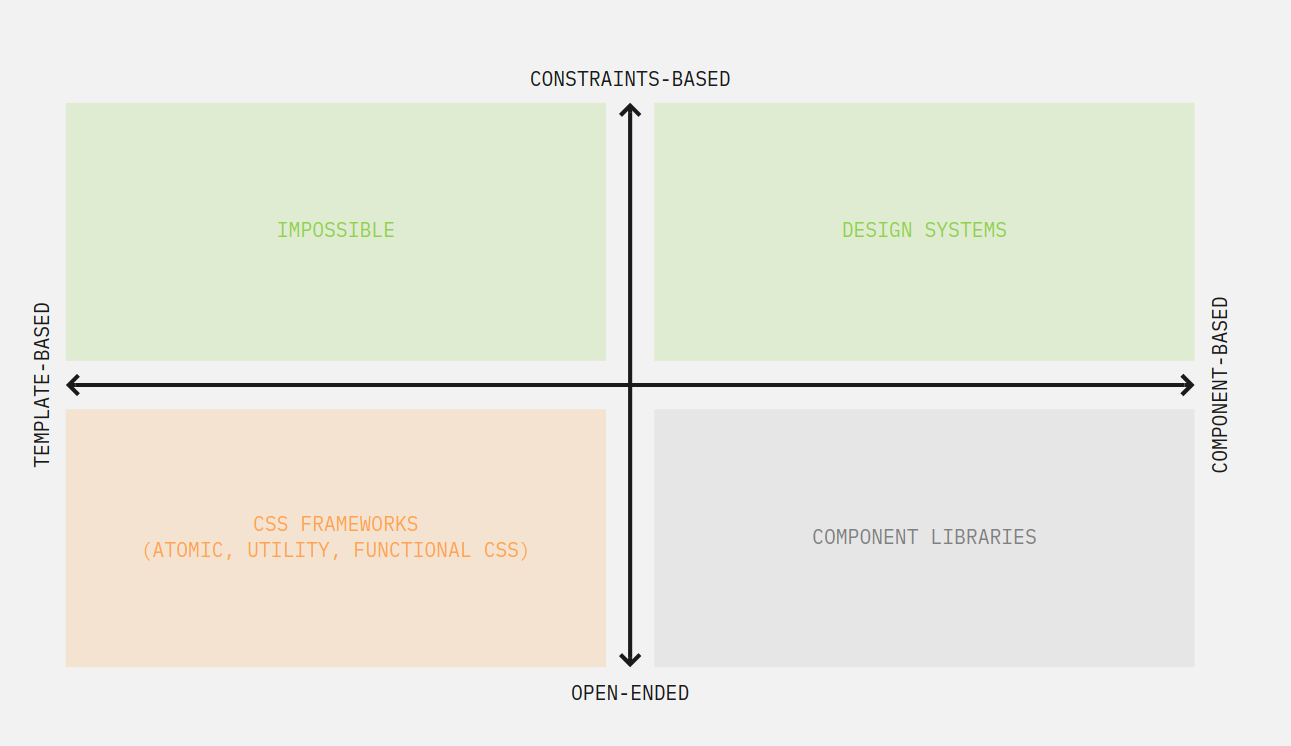 CONSTRAINTS-BASED
IMPOSSIBLE
DESIGN SYSTEMS
TEMPLATE-BASED
COMPONENT-BASED
CSS FRAMEWORKS
(ATOMIC, UTILITY, FUNCTIONAL CSS)
COMPONENT LIBRARIES
OPEN-ENDED